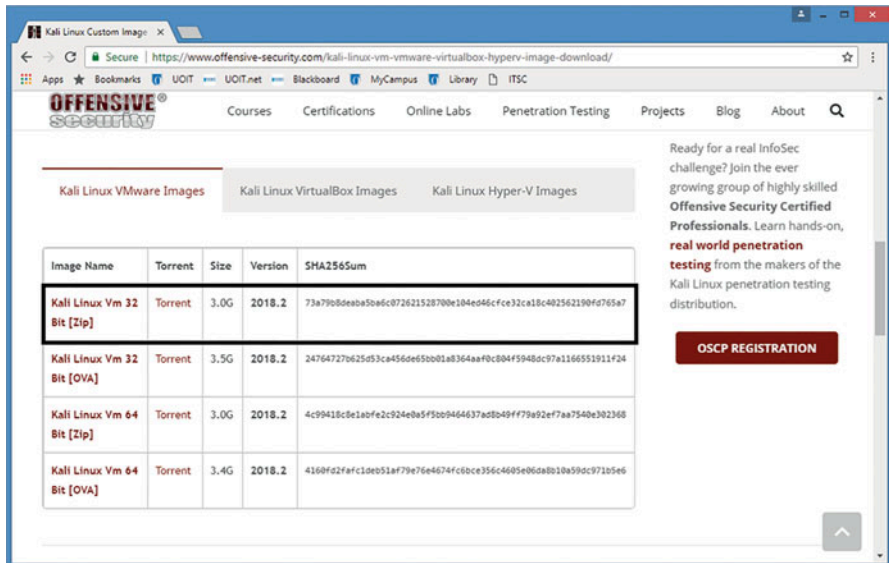 Kali Linux Custom Image
Secure | https://www.offensive-security.com/kali-linux-vm-vmware-virtualbox-hyperv-image-download/
Apps Bookmarks UOIT UOIT.net Blackboard MyCampus Library ITSC
OFFENSIVE®
security
Courses Certifications Online Labs Penetration Testing Projects Blog About
Kali Linux VMware Images Kali Linux VirtualBox Images Kali Linux Hyper-V Images
Image Name Torrent Size Version SHA256Sum
Kali Linux Vm 32 Bit [Zip] Torrent 3.0G 2018.2 73a79b8deaba5ba6c072621528700e104ed46cfce32ca18c402562190fd765a7
Kali Linux Vm 32 Bit [OVA] Torrent 3.5G 2018.2 24764727b625d53ca456de65bb01a8364aaf0c804f5948dc97a1166551911f24
Kali Linux Vm 64 Bit [Zip] Torrent 3.0G 2018.2 4c99418c8e1abfe2c924e0a5f5bb9464637ad8b49ff79a92ef7aa7540e302368
Kali Linux Vm 64 Bit [OVA] Torrent 3.4G 2018.2 4160fd2fafc1deb51af79e76e4674fc6bce356c4605e06da8b10a59dc971b5e6
Ready for a real InfoSec
challenge? Join the ever
growing group of highly skilled
Offensive Security Certified
Professionals. Learn hands-on,
real world penetration
testing from the makers of the
Kali Linux penetration testing
distribution.
OSCP REGISTRATION